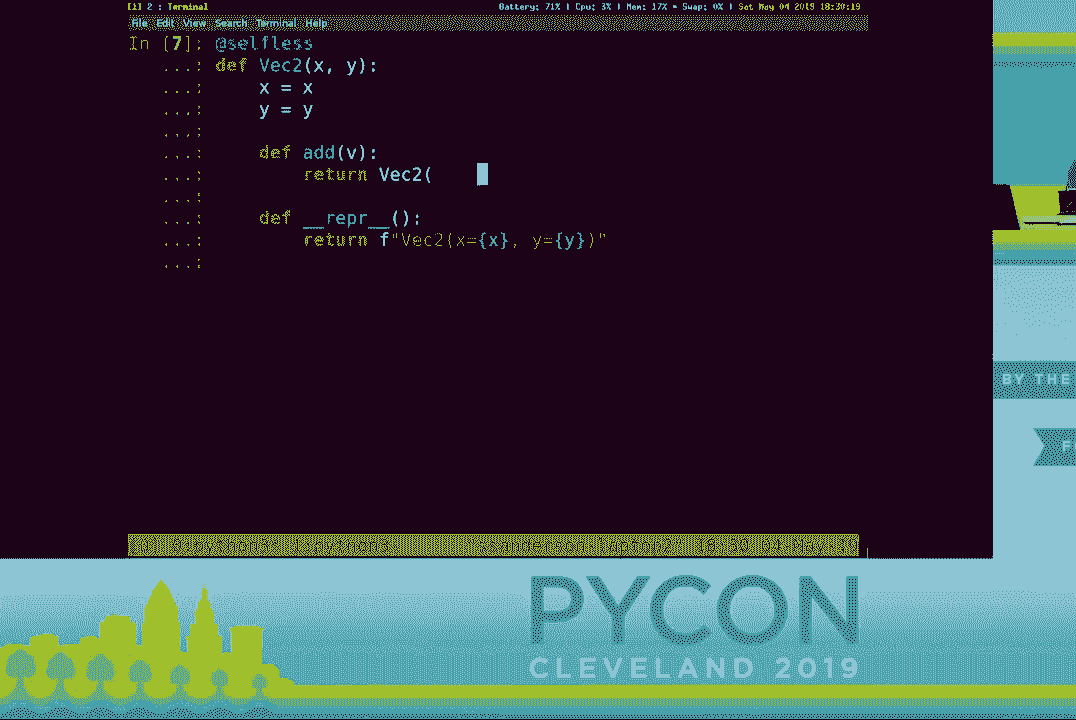 [1] 2 : Terminal Battery: 71% | Cpu: 3% | Mem: 17% * Swap: 0% | Sat May 04 2019 18:30:19
File Edit View Search Terminal Help
In [7]: @selfless
...: def Vec2(x, y):
...:     x = x
...:     y = y
...:
...:     def add(v):
...:         return Vec2(
...:
...:     def __repr__():
...:         return f"Vec2(x={x}, y={y})"
...:
BY THE
PYCON
CLEVELAND 2019